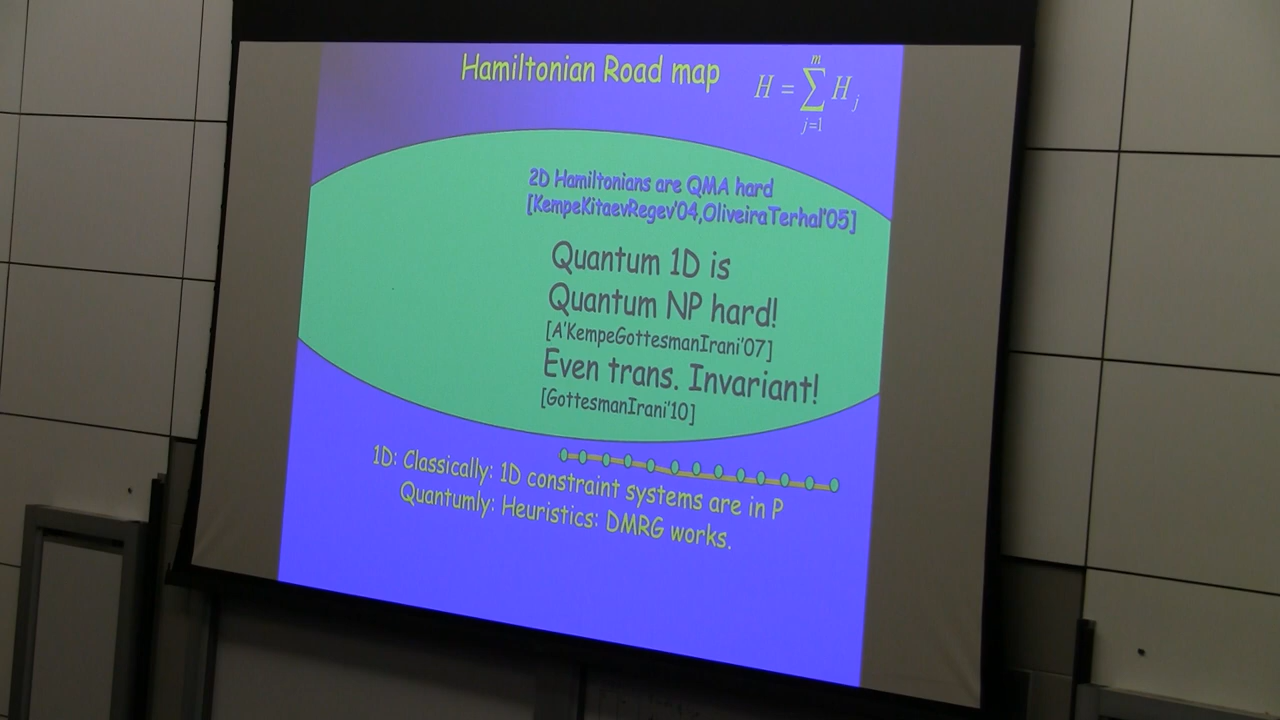 Hamiltonian Road map
H = \sum_{j=1}^{m} H_j
2D Hamiltonians are QMA hard
[KempeKitaevRegev'04,OliveiraTerhal'05]
Quantum 1D is
Quantum NP hard!
[A'KempeGottesmanIrani'07]
Even trans. Invariant!
[GottesmanIrani'10]
1D: Classically: 1D constraint systems are in P
Quantumly: Heuristics: DMRG works.